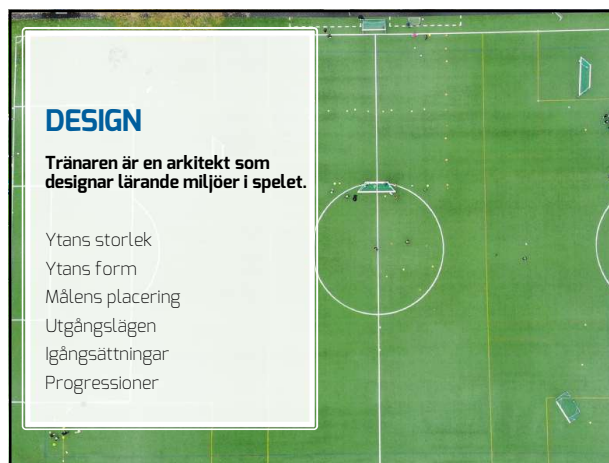 DESIGN
Tränaren är en arkitekt som
designar lärande miljöer i spelet.
Ytans storlek
Ytans form
Målens placering
Utgångslägen
Igångsättningar
Progressioner